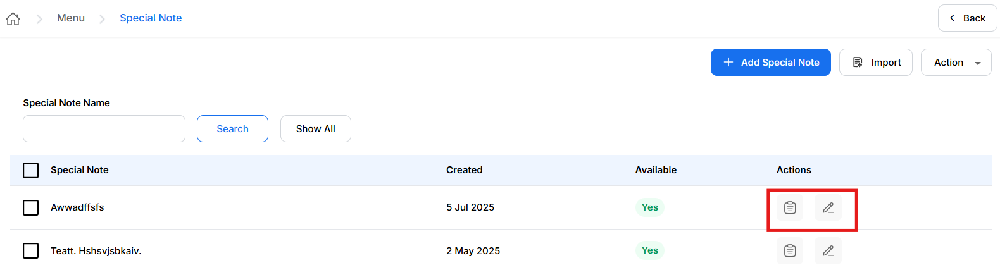 Menu Special Note Back
Add Special Note Import Action
Special Note Name
Search Show All
Special Note Created Available Actions
Awwadffsfs 5 Jul 2025 Yes
Teatt. Hshsvjsbkaiv. 2 May 2025 Yes